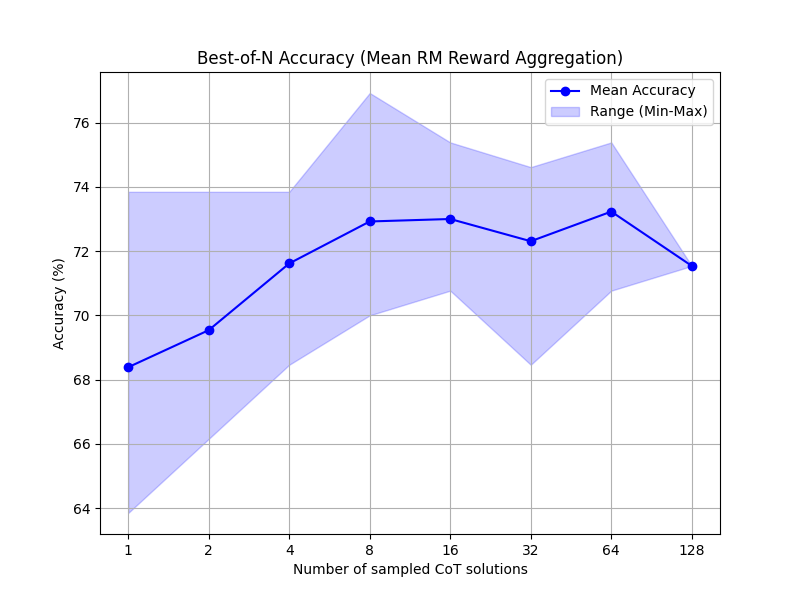 Best-of-N Accuracy (Mean RM Reward Aggregation)
Mean Accuracy
Range (Min-Max)
Accuracy (%)
76
74
72
70
68
66
64
1 2 4 8 16 32 64 128
Number of sampled CoT solutions